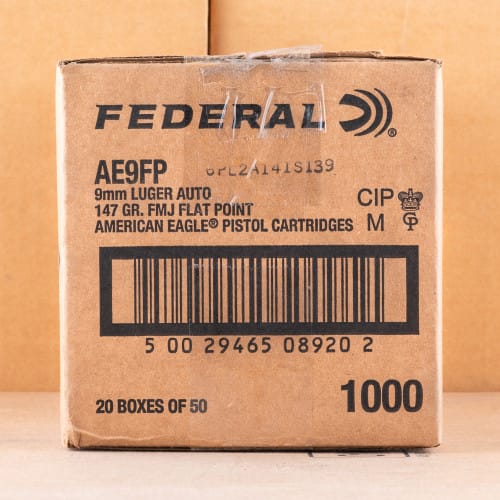 FEDERAL ®
AE9FP 6PL2A141S139
9mm LUGER AUTO
147 GR. FMJ FLAT POINT
AMERICAN EAGLE® PISTOL CARTRIDGES
CIP
M
5 00 29465 08920 2
20 BOXES OF 50
1000